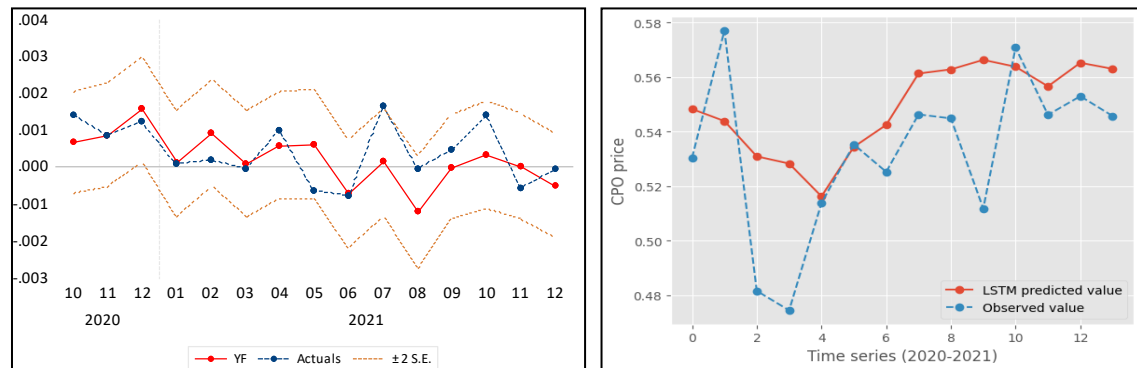 .004
.003
.002
.001
.000
-.001
-.002
-.003
10 11 12 01 02 03 04 05 06 07 08 09 10 11 12
2020 2021
YF Actuals ± 2 S.E.
0.58
0.56
0.54
0.52
0.50
0.48
CPO price
LSTM predicted value
Observed value
0 2 4 6 8 10 12
Time series (2020-2021)